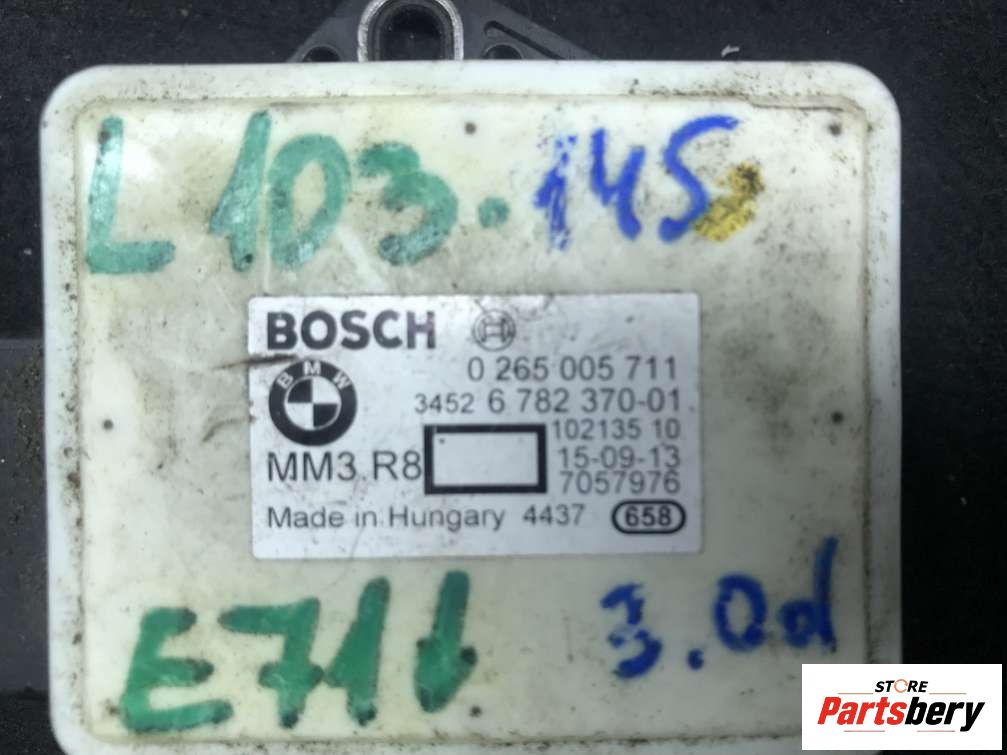 L103.145
BOSCH
BMW
0 265 005 711
3452 6 782 370-01
102135 10
MM3.R8
15-09-13
7057976
Made in Hungary 4437 658
E71
3.0d
STORE
Partsbery